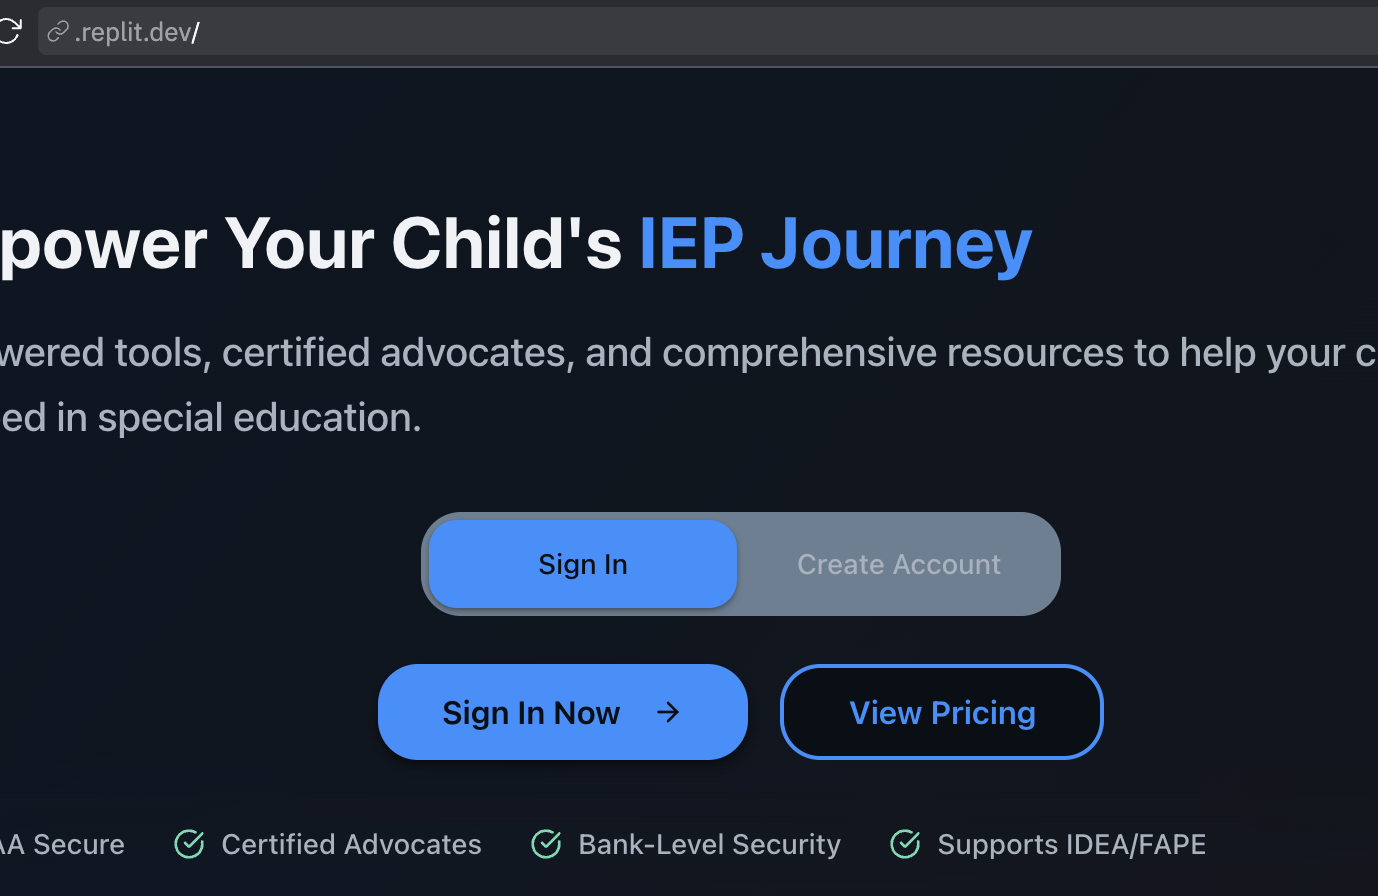 .replit.dev/
power Your Child's IEP Journey
wered tools, certified advocates, and comprehensive resources to help your c
ed in special education.
Sign In
Create Account
Sign In Now →
View Pricing
AA Secure
Certified Advocates
Bank-Level Security
Supports IDEA/FAPE